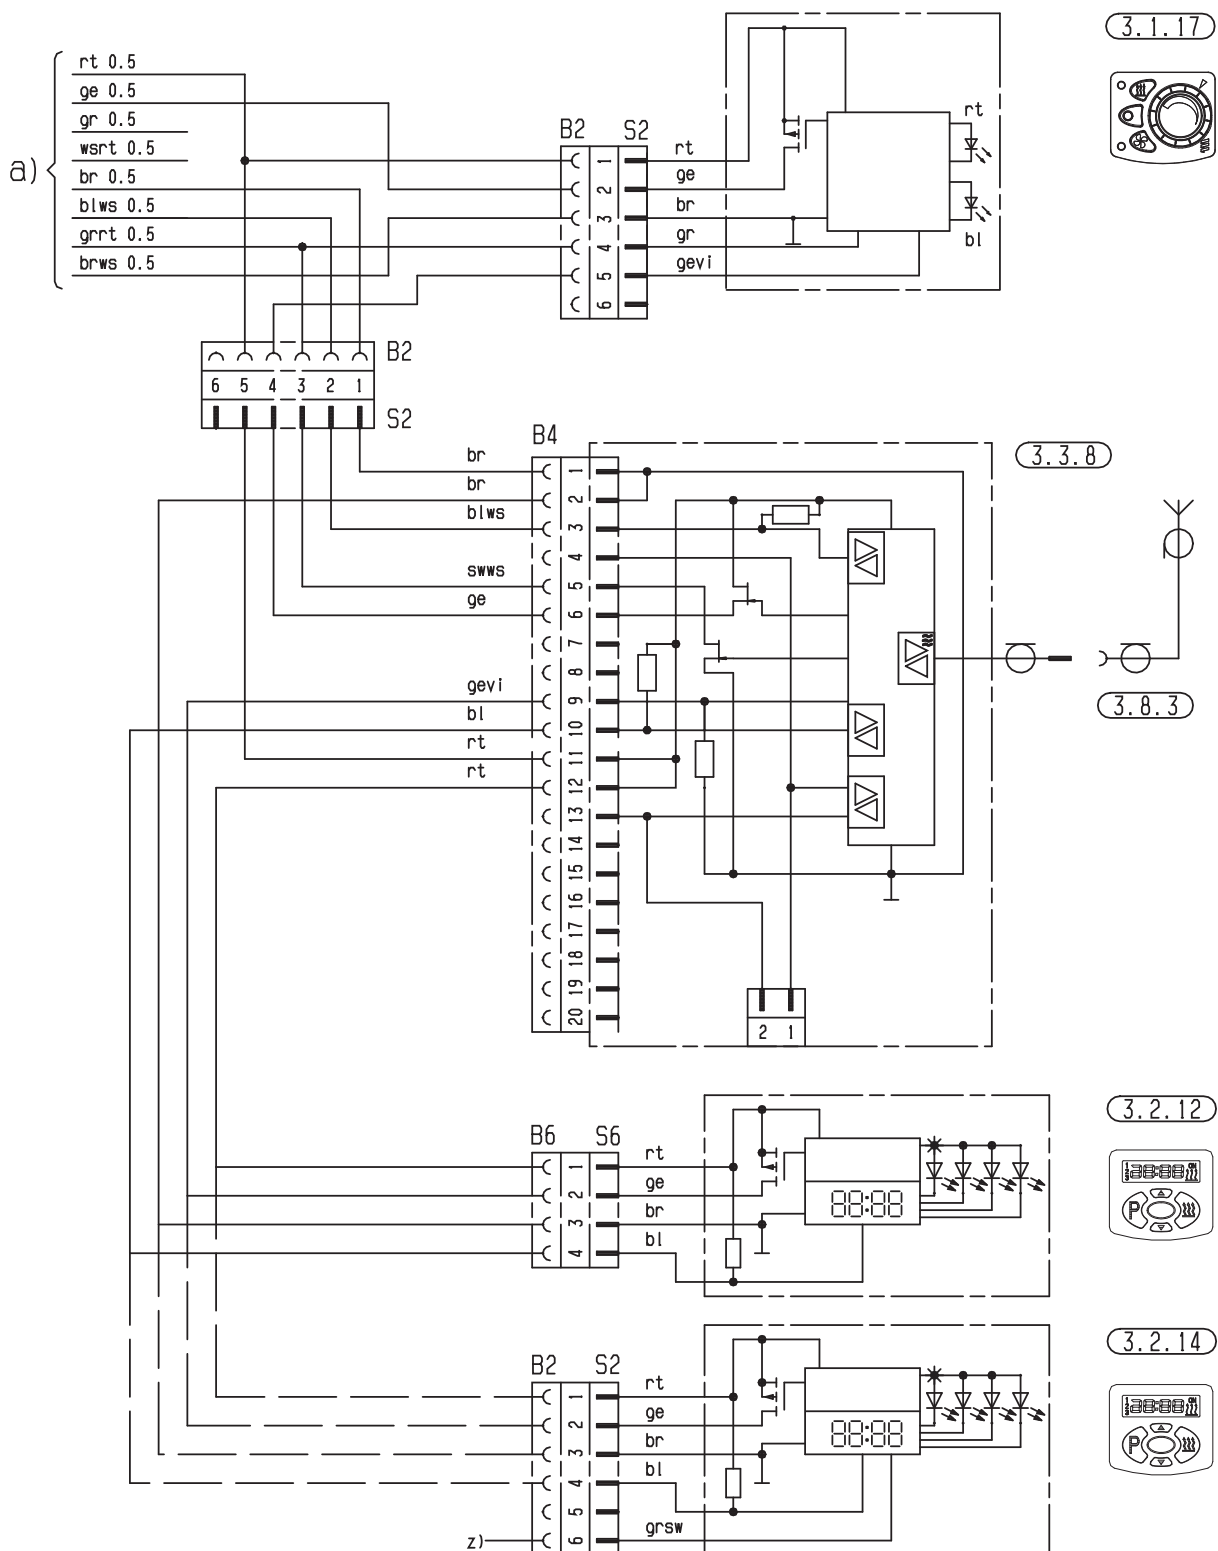 3.1.17
a)
rt 0.5
ge 0.5
gr 0.5
wsrt 0.5
br 0.5
blws 0.5
grrt 0.5
brws 0.5
B2 S2
1 rt
2 ge
3 br
4 gr
5 gevi
6
rt
bl
B2
6 5 4 3 2 1
S2
B4
3.3.8
br 1
br 2
blws 3
4
swws 5
ge 6
7
8
gevi 9
bl 10
rt 11
rt 12
13
14
15
16
17
18
19
20
2 1
3.8.3
3.2.12
B6 S6
1 rt
2 ge
3 br
4 bl
88:88
P
3.2.14
B2 S2
1 rt
2 ge
3 br
4 bl
5
z) 6 grsw
88:88
P